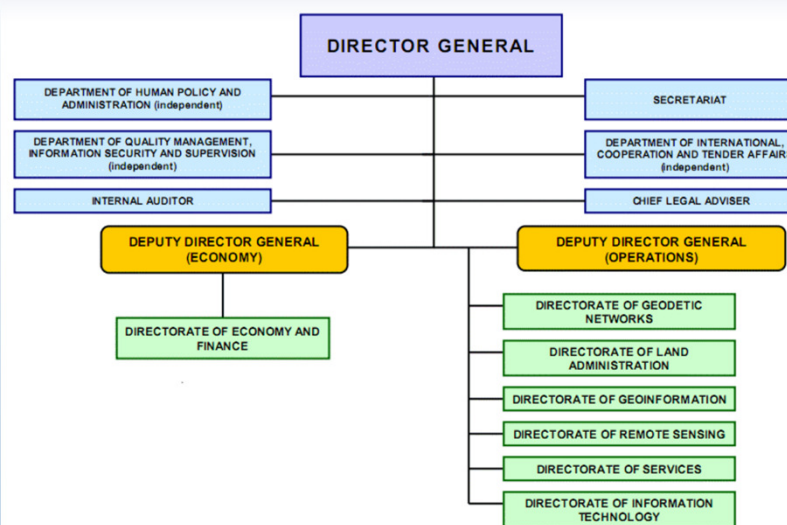 DIRECTOR GENERAL
DEPARTMENT OF HUMAN POLICY AND
ADMINISTRATION (independent)
SECRETARIAT
DEPARTMENT OF QUALITY MANAGEMENT,
INFORMATION SECURITY AND SUPERVISION
(independent)
DEPARTMENT OF INTERNATIONAL,
COOPERATION AND TENDER AFFAIR
(independent)
INTERNAL AUDITOR
CHIEF LEGAL ADVISER
DEPUTY DIRECTOR GENERAL
(ECONOMY)
DEPUTY DIRECTOR GENERAL
(OPERATIONS)
DIRECTORATE OF ECONOMY AND
FINANCE
DIRECTORATE OF GEODETIC
NETWORKS
DIRECTORATE OF LAND
ADMINISTRATION
DIRECTORATE OF GEOINFORMATION
DIRECTORATE OF REMOTE SENSING
DIRECTORATE OF SERVICES
DIRECTORATE OF INFORMATION
TECHNOLOGY